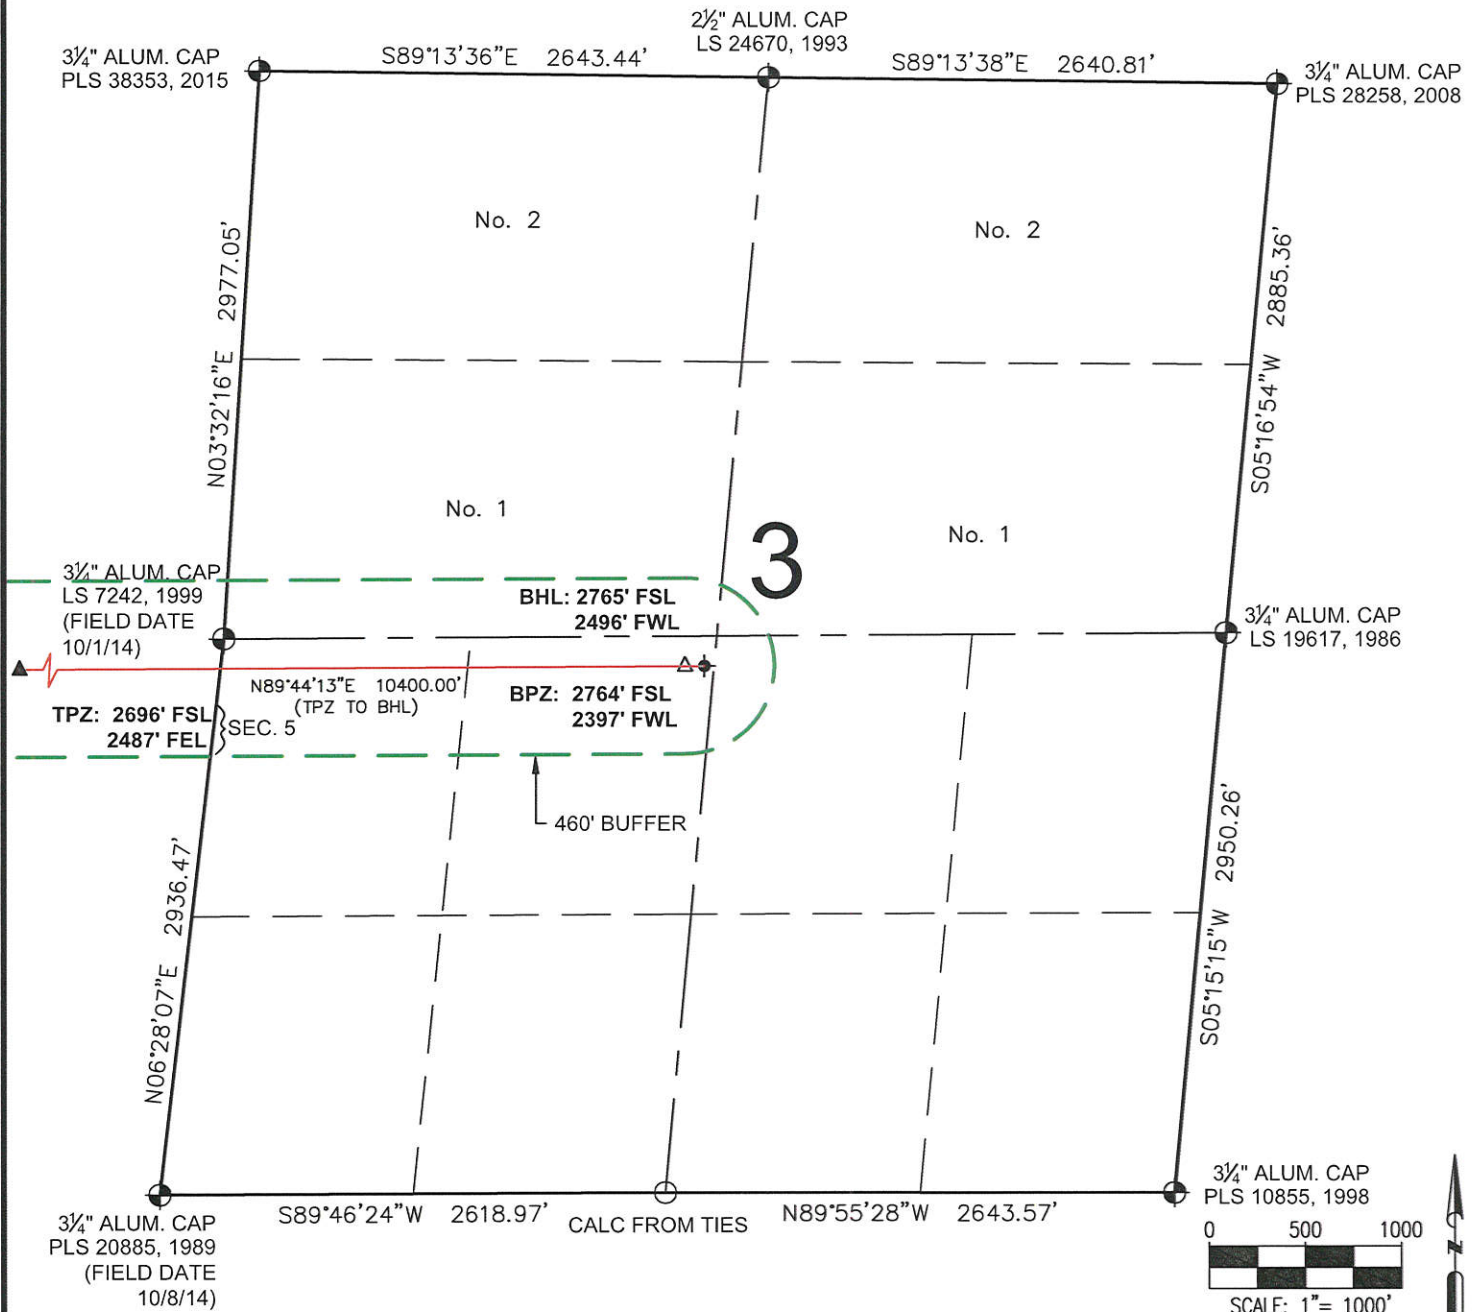 2½" ALUM. CAP
LS 24670, 1993
3¼" ALUM. CAP
PLS 38353, 2015
S89°13'36"E 2643.44'
S89°13'38"E 2640.81'
3¼" ALUM. CAP
PLS 28258, 2008
No. 2
No. 2
N03°32'16"E 2977.05'
S05°16'54"W 2885.36'
No. 1
No. 1
3
3¼" ALUM. CAP
LS 7242, 1999
(FIELD DATE
10/1/14)
BHL: 2765' FSL
2496' FWL
3¼" ALUM. CAP
LS 19617, 1986
N89°44'13"E 10400.00'
(TPZ TO BHL)
BPZ: 2764' FSL
2397' FWL
TPZ: 2696' FSL
2487' FEL
SEC. 5
460' BUFFER
N06°28'07"E 2936.47'
S05°15'15"W 2950.26'
3¼" ALUM. CAP
PLS 20885, 1989
(FIELD DATE
10/8/14)
S89°46'24"W 2618.97'
CALC FROM TIES
N89°55'28"W 2643.57'
3¼" ALUM. CAP
PLS 10855, 1998
0 500 1000
SCALE: 1"= 1000'
N